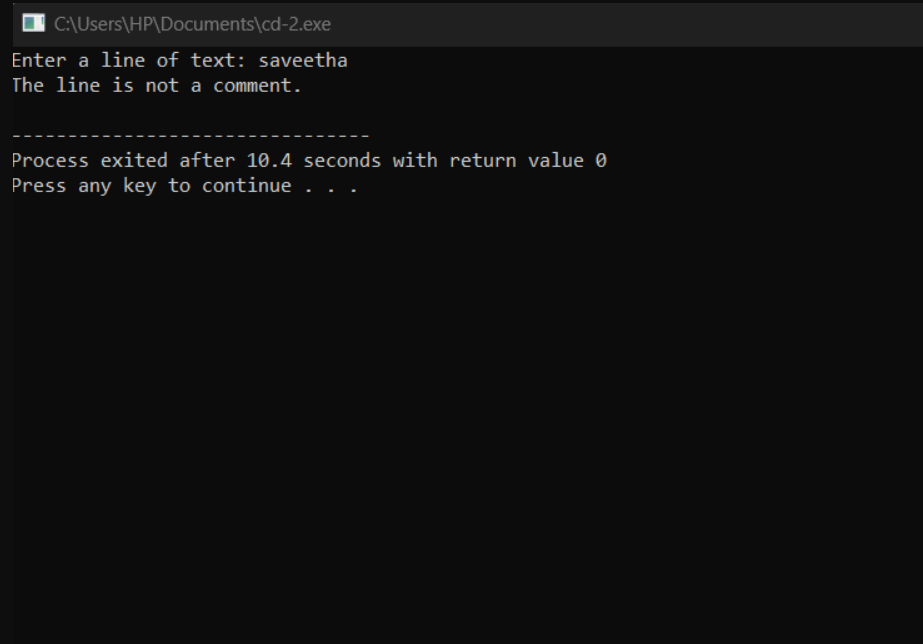 C:\Users\HP\Documents\cd-2.exe
Enter a line of text: saveetha
The line is not a comment.
--------------------------------
Process exited after 10.4 seconds with return value 0
Press any key to continue . . .